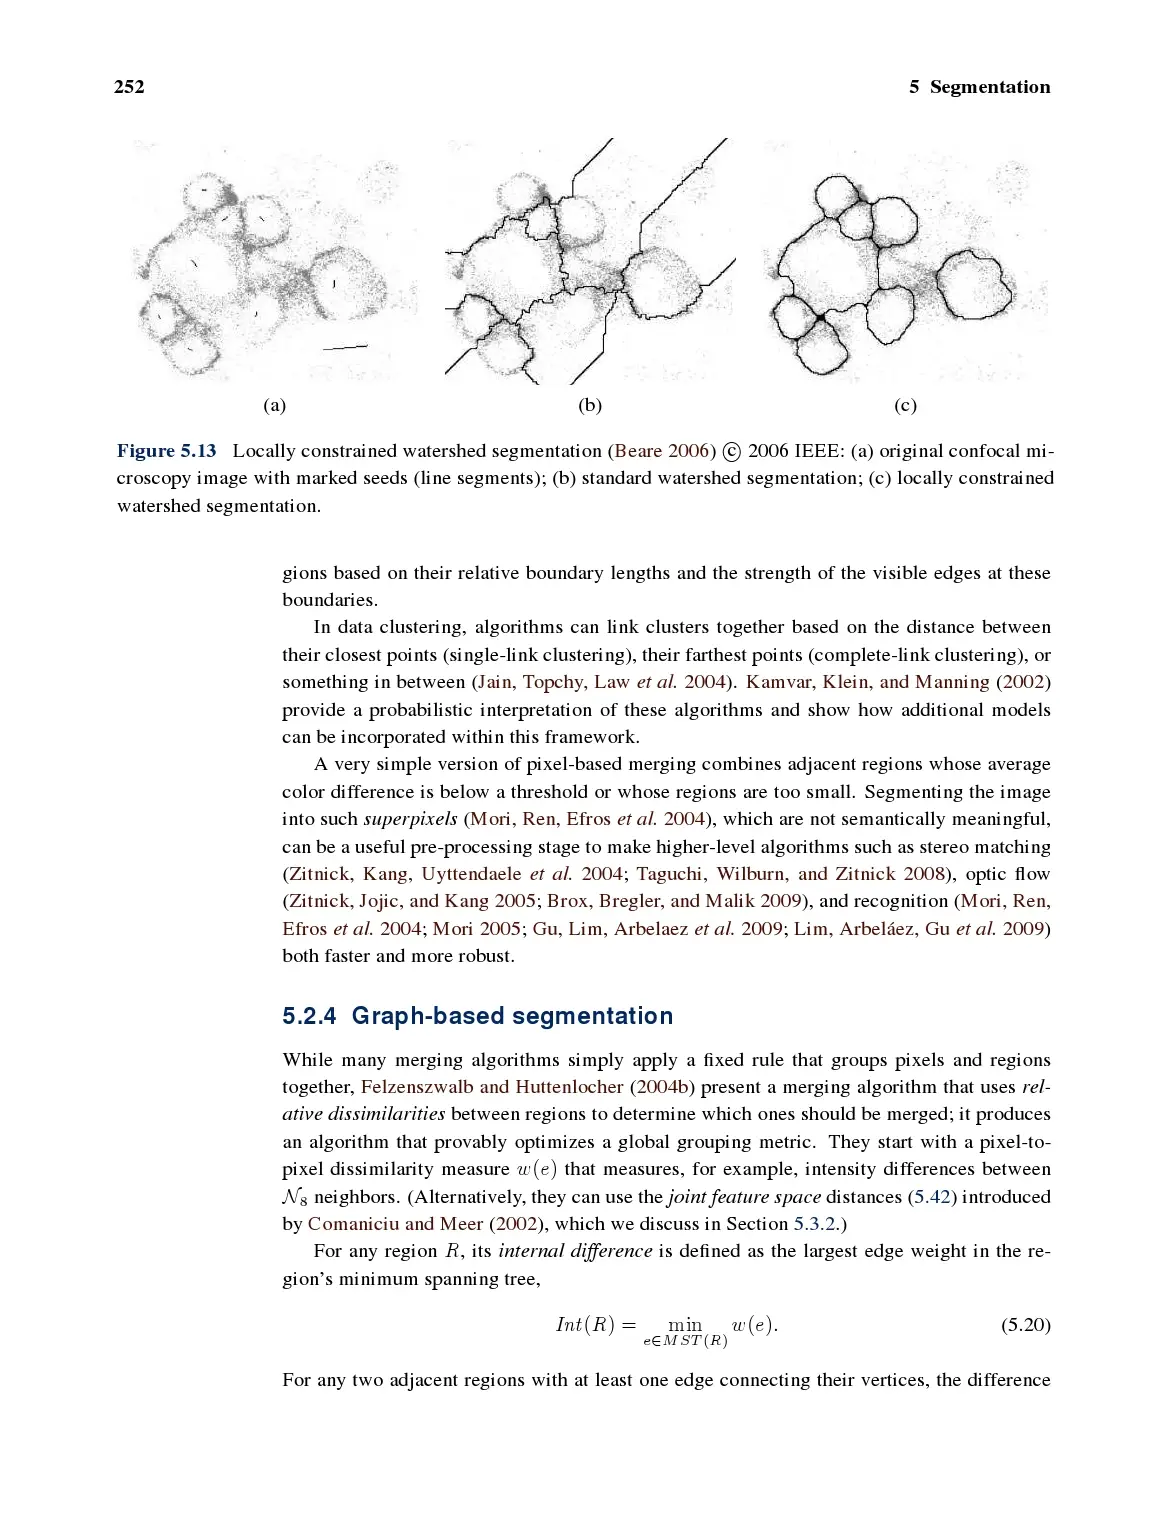 252
5 Segmentation
(a)
(b)
(c)
Figure 5.13 Locally constrained watershed segmentation (Beare 2006) © 2006 IEEE: (a) original confocal mi-
croscopy image with marked seeds (line segments); (b) standard watershed segmentation; (c) locally constrained
watershed segmentation.
gions based on their relative boundary lengths and the strength of the visible edges at these
boundaries.
In data clustering, algorithms can link clusters together based on the distance between
their closest points (single-link clustering), their farthest points (complete-link clustering), or
something in between (Jain, Topchy, Law et al. 2004). Kamvar, Klein, and Manning (2002)
provide a probabilistic interpretation of these algorithms and show how additional models
can be incorporated within this framework.
A very simple version of pixel-based merging combines adjacent regions whose average
color difference is below a threshold or whose regions are too small. Segmenting the image
into such superpixels (Mori, Ren, Efros et al. 2004), which are not semantically meaningful,
can be a useful pre-processing stage to make higher-level algorithms such as stereo matching
(Zitnick, Kang, Uyttendaele et al. 2004; Taguchi, Wilburn, and Zitnick 2008), optic flow
(Zitnick, Jojic, and Kang 2005; Brox, Bregler, and Malik 2009), and recognition (Mori, Ren,
Efros et al. 2004; Mori 2005; Gu, Lim, Arbelaez et al. 2009; Lim, Arbeláez, Gu et al. 2009)
both faster and more robust.
5.2.4 Graph-based segmentation
While many merging algorithms simply apply a fixed rule that groups pixels and regions
together, Felzenszwalb and Huttenlocher (2004b) present a merging algorithm that uses rel-
ative dissimilarities between regions to determine which ones should be merged; it produces
an algorithm that provably optimizes a global grouping metric. They start with a pixel-to-
pixel dissimilarity measure w(e) that measures, for example, intensity differences between
N₈ neighbors. (Alternatively, they can use the joint feature space distances (5.42) introduced
by Comaniciu and Meer (2002), which we discuss in Section 5.3.2.)
For any region R, its internal difference is defined as the largest edge weight in the re-
gion's minimum spanning tree,
Int(R) = min w(e). (5.20)
e∈MST(R)
For any two adjacent regions with at least one edge connecting their vertices, the difference